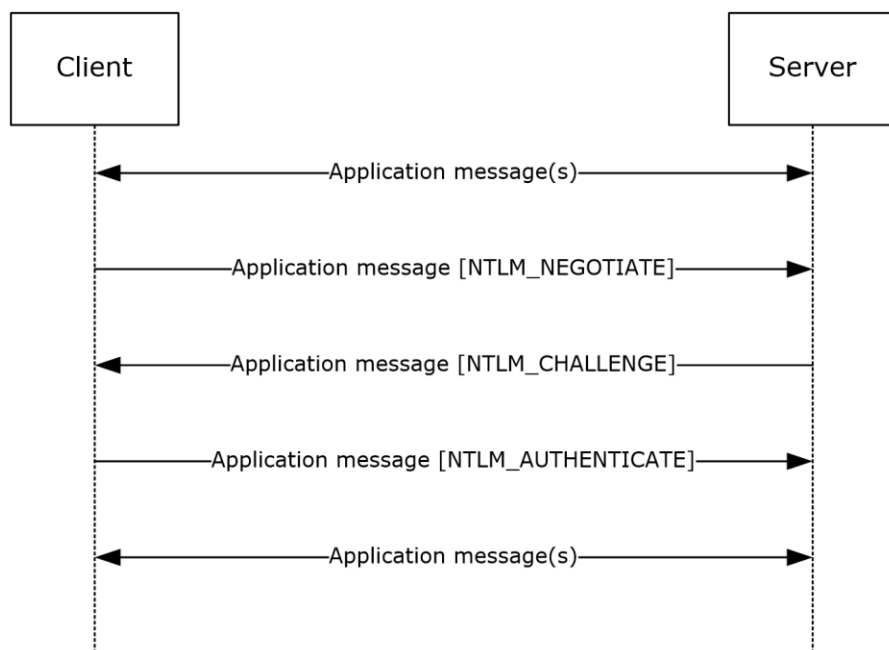 Client
Server
Application message(s)
Application message [NTLM_NEGOTIATE]
Application message [NTLM_CHALLENGE]
Application message [NTLM_AUTHENTICATE]
Application message(s)